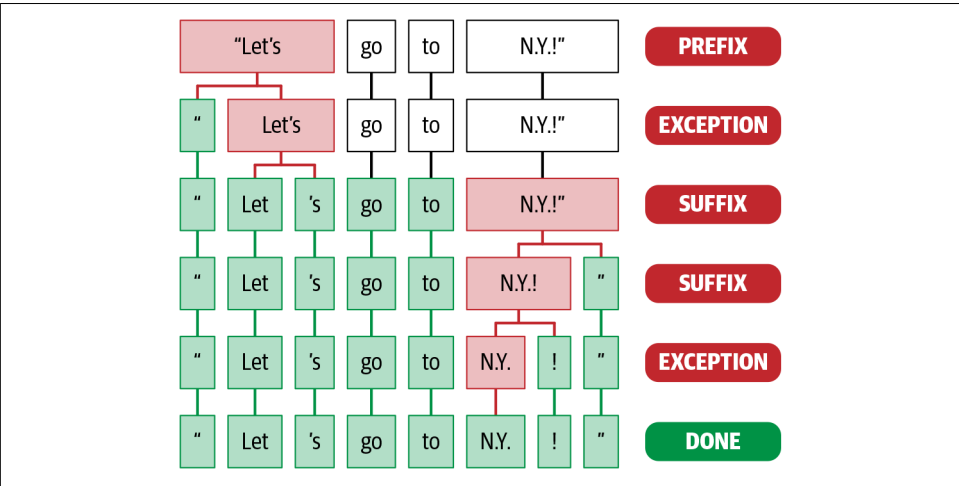 “Let’s go to N.Y.!” PREFIX
“ Let’s go to N.Y.!” EXCEPTION
“ Let ’s go to N.Y.!” SUFFIX
“ Let ’s go to N.Y.! ” SUFFIX
“ Let ’s go to N.Y. ! ” EXCEPTION
“ Let ’s go to N.Y. ! ” DONE